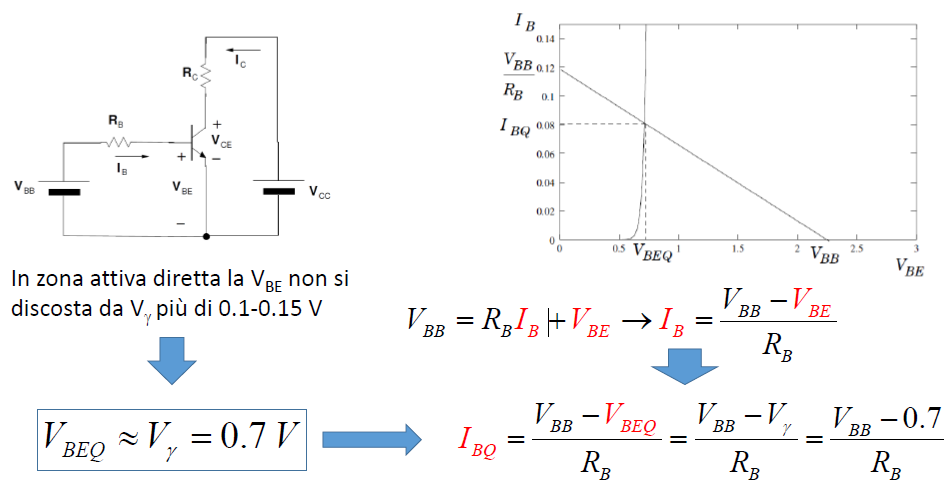 R_C
I_C
R_B
+
V_CE
−
+
I_B
V_BB
V_BE
V_CC
−
I_B
0.14
V_BB/R_B
0.12
0.1
I_BQ
0.08
0.06
0.04
0.02
0
0 0.5 1 1.5 2 2.5 3
V_BEQ V_BB V_BE
In zona attiva diretta la V_BE non si
discosta da V_γ più di 0.1-0.15 V
V_BB = R_B I_B + V_BE → I_B = (V_BB − V_BE)/R_B
V_BEQ ≈ V_γ = 0.7 V
I_BQ = (V_BB − V_BEQ)/R_B = (V_BB − V_γ)/R_B = (V_BB − 0.7)/R_B